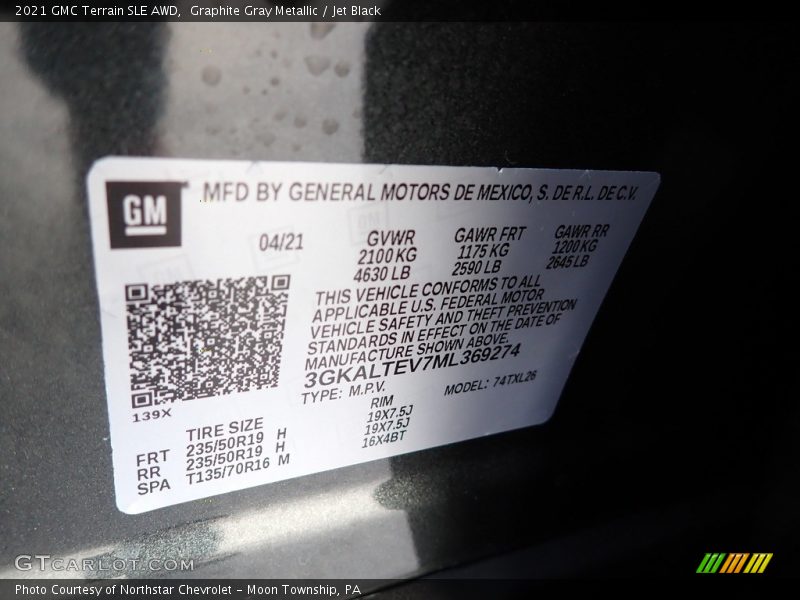 2021 GMC Terrain SLE AWD, Graphite Gray Metallic / Jet Black
GM
MFD BY GENERAL MOTORS DE MEXICO, S. DE R.L. DE C.V.
04/21
GVWR
2100 KG
4630 LB
GAWR FRT
1175 KG
2590 LB
GAWR RR
1200 KG
2645 LB
THIS VEHICLE CONFORMS TO ALL
APPLICABLE U.S. FEDERAL MOTOR
VEHICLE SAFETY AND THEFT PREVENTION
STANDARDS IN EFFECT ON THE DATE OF
MANUFACTURE SHOWN ABOVE.
3GKALTEV7ML369274
TYPE: M.P.V. MODEL: 74TXL26
139X
TIRE SIZE RIM
FRT 235/50R19 H 19X7.5J
RR 235/50R19 H 19X7.5J
SPA T135/70R16 M 16X4BT
GTcarlot.com
Photo Courtesy of Northstar Chevrolet - Moon Township, PA